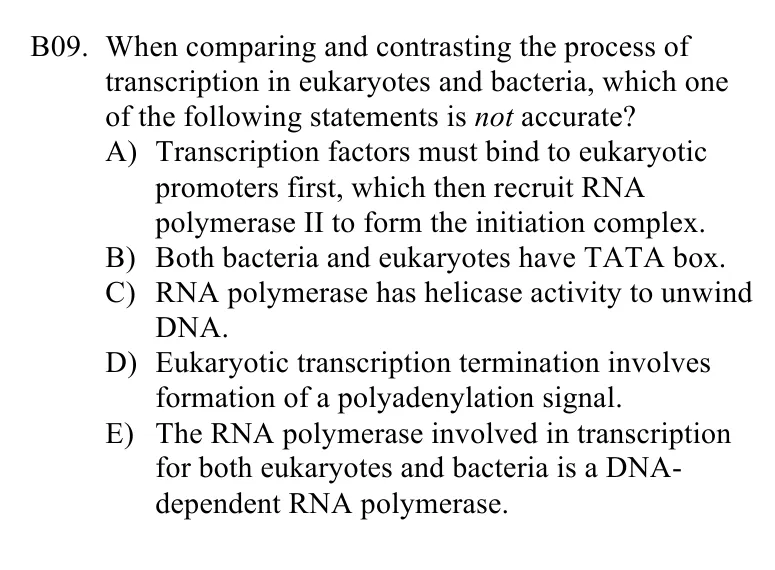 B09. When comparing and contrasting the process of
transcription in eukaryotes and bacteria, which one
of the following statements is not accurate?
A) Transcription factors must bind to eukaryotic
promoters first, which then recruit RNA
polymerase II to form the initiation complex.
B) Both bacteria and eukaryotes have TATA box.
C) RNA polymerase has helicase activity to unwind
DNA.
D) Eukaryotic transcription termination involves
formation of a polyadenylation signal.
E) The RNA polymerase involved in transcription
for both eukaryotes and bacteria is a DNA-
dependent RNA polymerase.